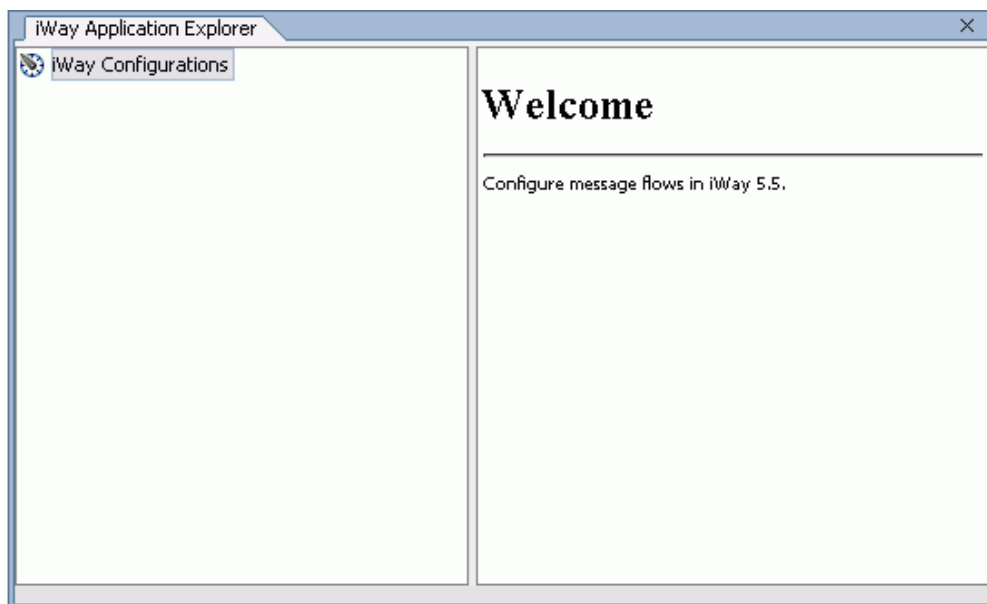 iWay Application Explorer
iWay Configurations
Welcome
Configure message flows in iWay 5.5.